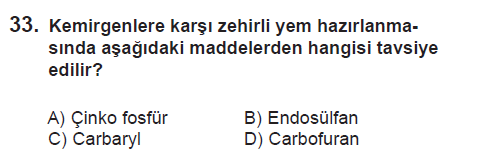 33. Kemirgenlere karşı zehirli yem hazırlanma-
sında aşağıdaki maddelerden hangisi tavsiye
edilir?
A) Çinko fosfür B) Endosülfan
C) Carbaryl D) Carbofuran